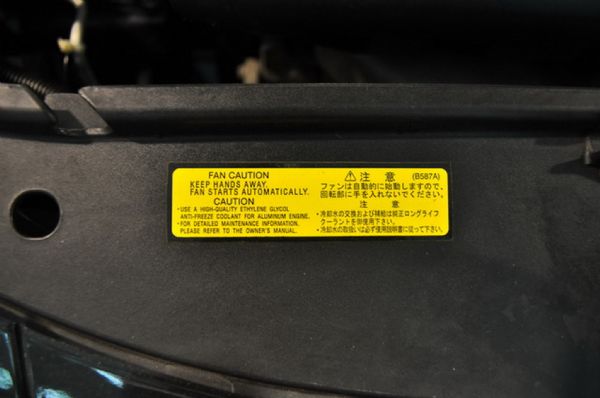 FAN CAUTION
KEEP HANDS AWAY.
FAN STARTS AUTOMATICALLY.
CAUTION
・USE A HIGH-QUALITY ETHYLENE GLYCOL
ANTI-FREEZE COOLANT FOR ALUMINUM ENGINE.
・FOR DETAILED MAINTENANCE INFORMATION,
PLEASE REFER TO THE OWNER'S MANUAL.
⚠ 注 意 (B587A)
ファンは自動的に始動しますので、
回転部に手を入れないでください。
注 意
・冷却水の交換および補給は純正ロングライフ
クーラントを御使用下さい。
・冷却水の取扱いは必ず使用説明書に従って下さい。